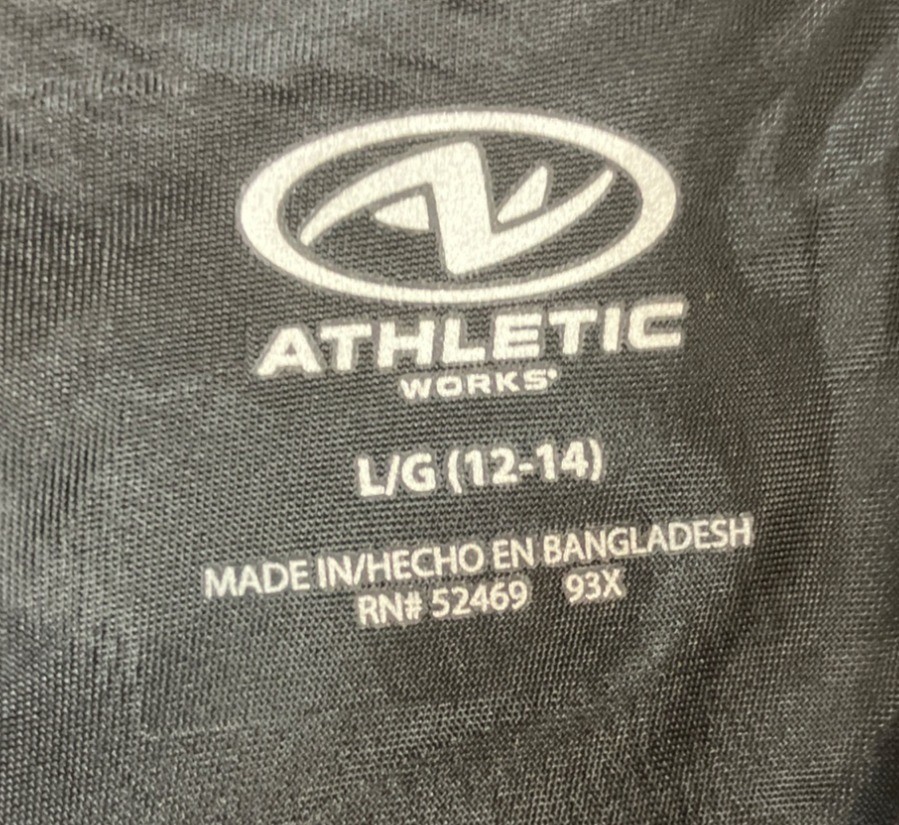 ATHLETIC
WORKS
L/G (12-14)
MADE IN/HECHO EN BANGLADESH
RN# 52469 93X